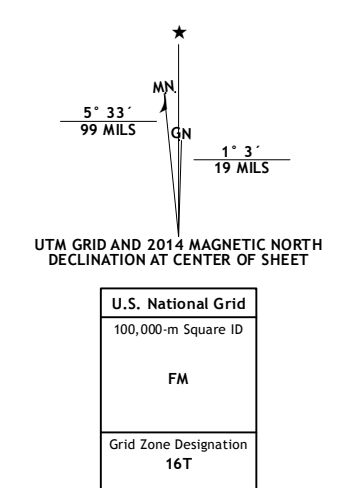 ★
MN
5° 33´
99 MILS
GN
1° 3´
19 MILS
UTM GRID AND 2014 MAGNETIC NORTH
DECLINATION AT CENTER OF SHEET
U.S. National Grid
100,000-m Square ID
FM
Grid Zone Designation
16T